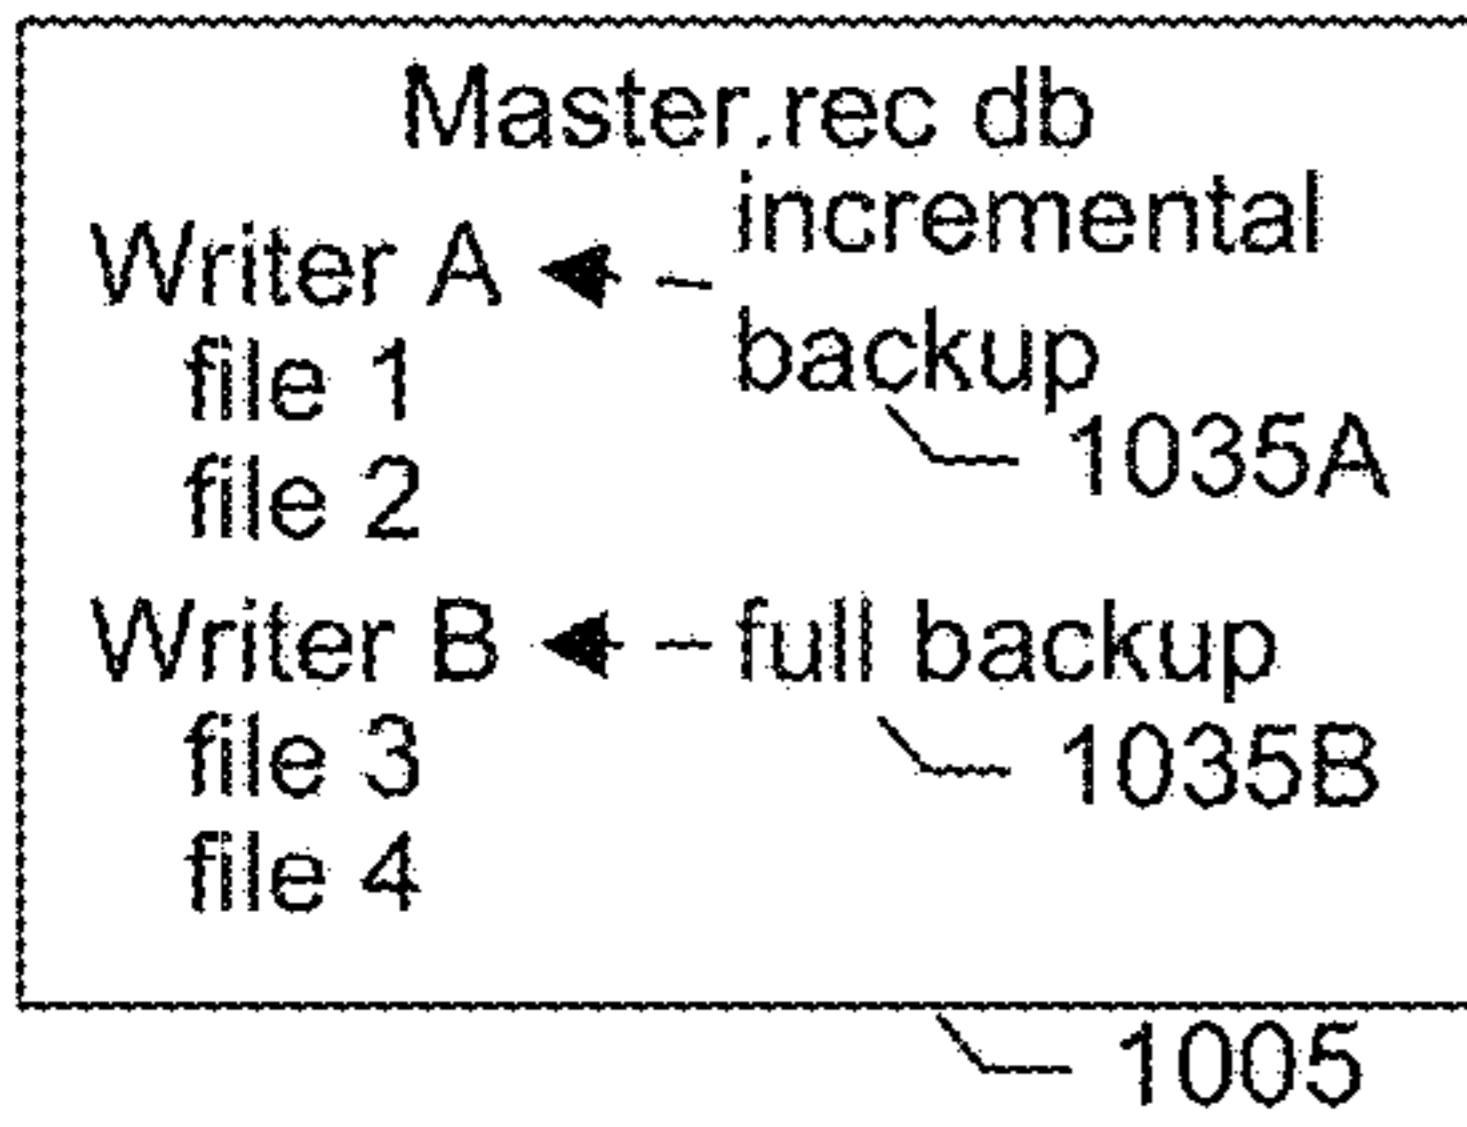 Master.rec db
incremental
Writer A
backup
file 1
1035A
file 2
Writer B
full backup
file 3
1035B
file 4
1005